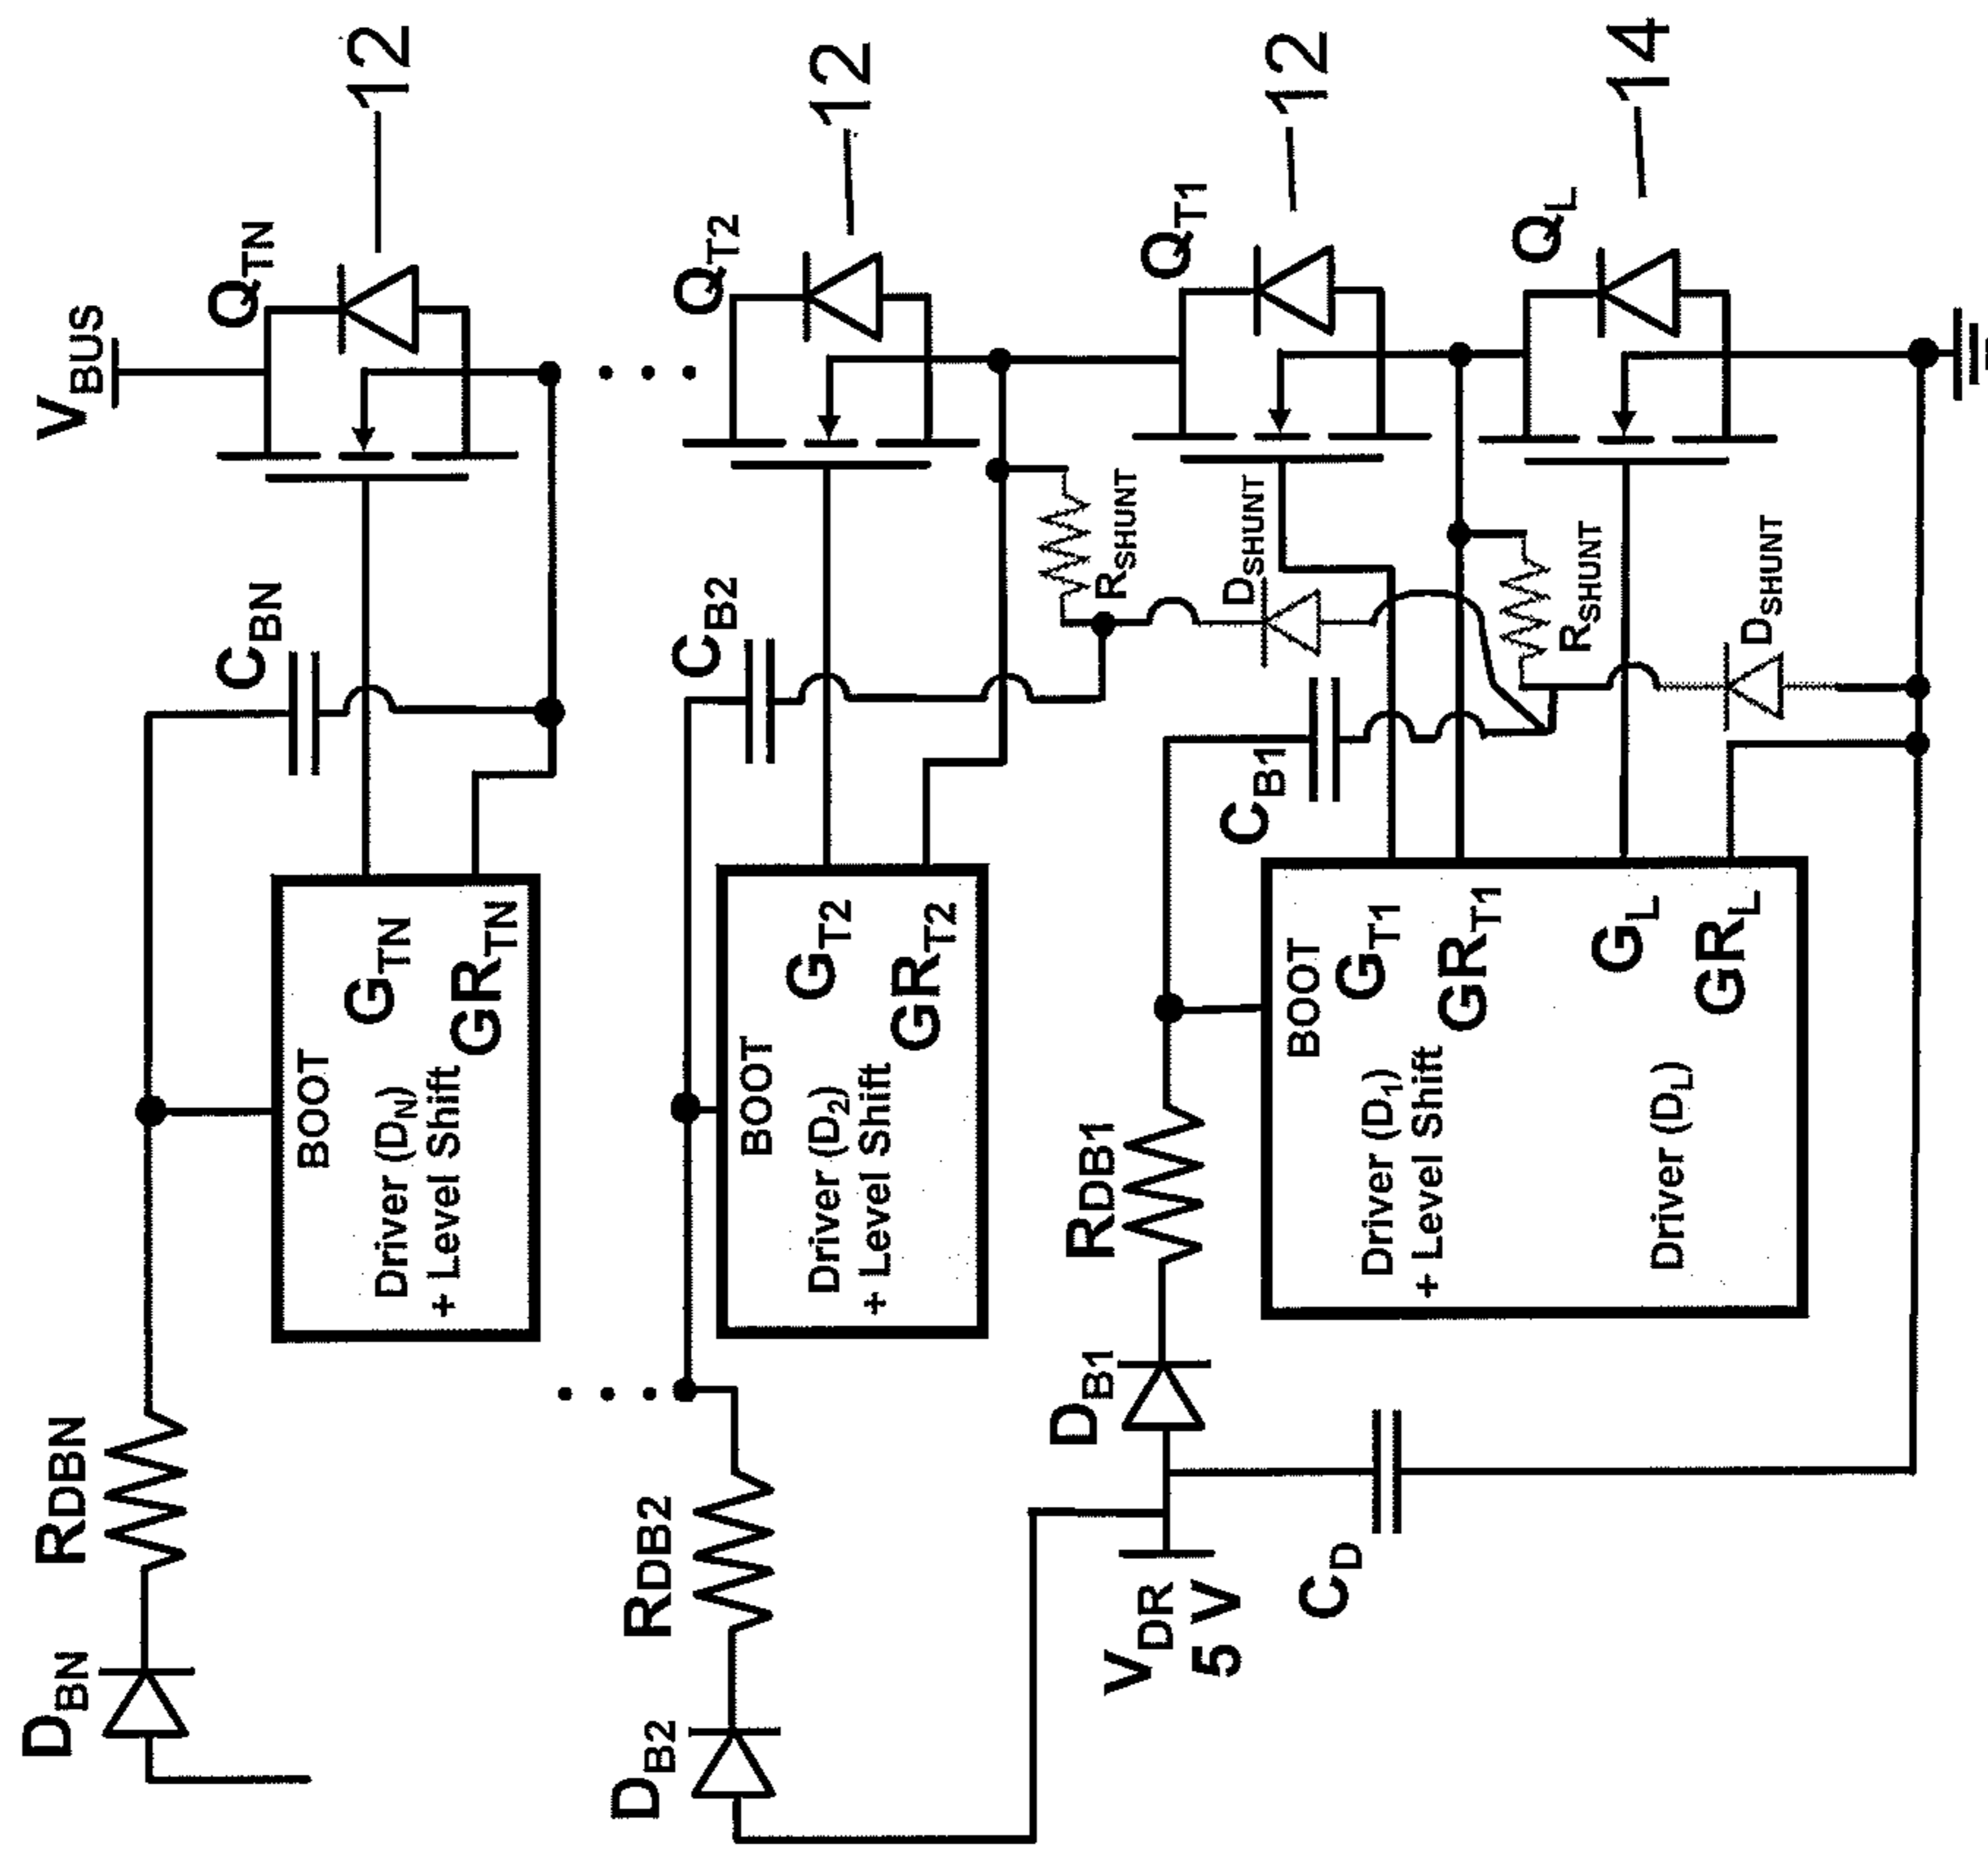 V_BUS
Q_TN
12
C_BN
BOOT
G_TN
GR_TN
Driver (D_N)
+ Level Shift
R_DBN
D_BN
Q_T2
12
C_B2
BOOT
G_T2
GR_T2
Driver (D_2)
+ Level Shift
R_DB2
D_B2
R_SHUNT
D_SHUNT
Q_T1
12
C_B1
BOOT
G_T1
GR_T1
Driver (D_1)
+ Level Shift
R_DB1
D_B1
R_SHUNT
D_SHUNT
Q_L
14
G_L
GR_L
Driver (D_L)
V_DR
5 V
C_D